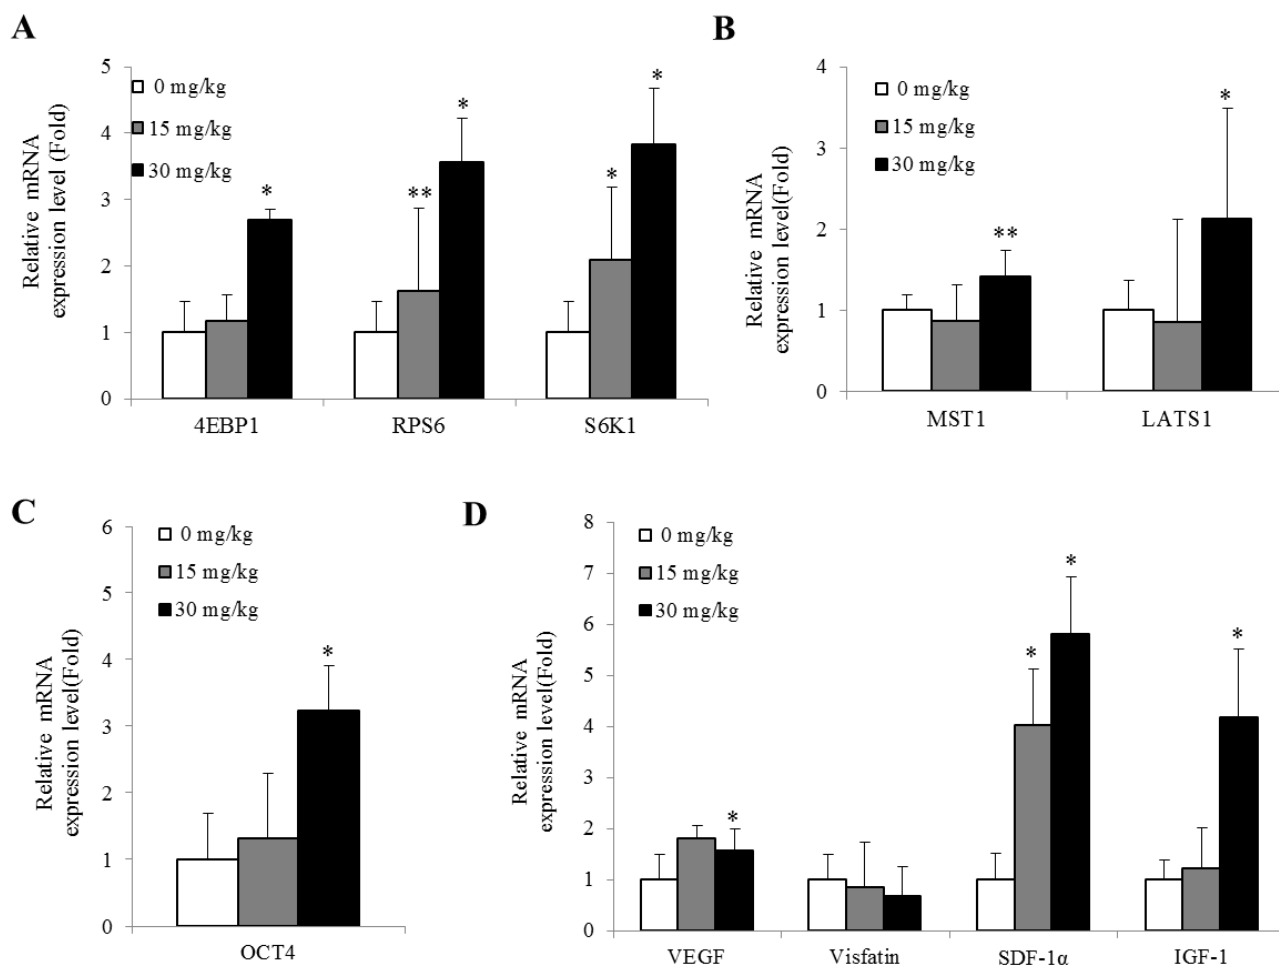 A
Relative mRNA
expression level (Fold)
5
4
3
2
1
0
0 mg/kg
15 mg/kg
30 mg/kg
*
**
*
*
*
4EBP1 RPS6 S6K1
B
Relative mRNA
expression level(Fold)
4
3
2
1
0
0 mg/kg
15 mg/kg
30 mg/kg
**
*
MST1 LATS1
C
Relative mRNA
expression level(Fold)
6
5
4
3
2
1
0
0 mg/kg
15 mg/kg
30 mg/kg
*
OCT4
D
Relative mRNA
expression level(Fold)
8
7
6
5
4
3
2
1
0
0 mg/kg
15 mg/kg
30 mg/kg
*
*
*
*
VEGF Visfatin SDF-1α IGF-1